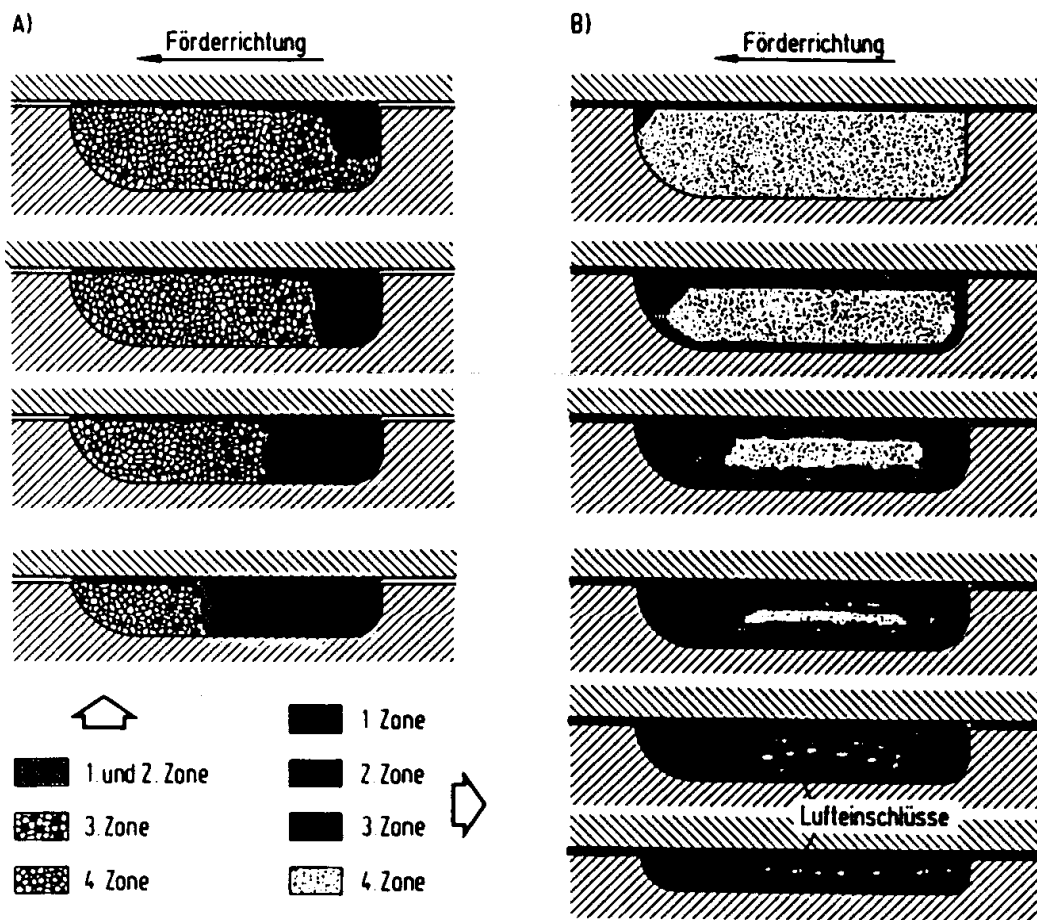 A)
Förderrichtung
B)
Förderrichtung
1. und 2. Zone
3. Zone
4 Zone
1 Zone
2. Zone
3. Zone
4. Zone
Lufteinschlüsse